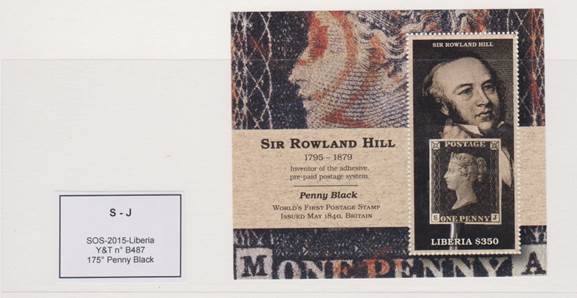 SIR ROWLAND HILL
SIR ROWLAND HILL
1795 – 1879
Inventor of the adhesive,
pre-paid postage system.
Penny Black
WORLD'S FIRST POSTAGE STAMP
ISSUED MAY 1840, BRITAIN
POSTAGE
S J
ONE PENNY
LIBERIA $350
M ONE PENNY A
S - J
SOS-2015-Liberia
Y&T n° B487
175° Penny Black